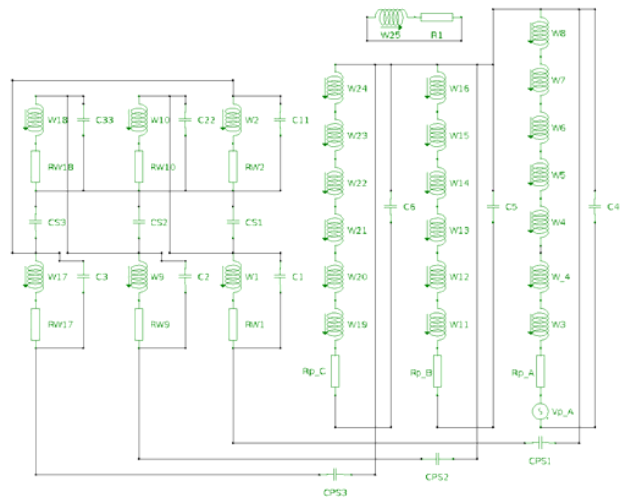 W25 R1
W8
W24 W16 W7
W18 C33 W10 C22 W2 C11
W23 W15 W6
RW18 RW10 RW2
W22 W14 W5
C6 C5 C4
CS3 CS2 CS1
W21 W13 W4
W17 C3 W9 C2 W1 C1
W20 W12 W_4
RW17 RW9 RW1
W19 W11 W3
Rp_C Rp_B Rp_A
Vp_A
CPS1
CPS2
CPS3